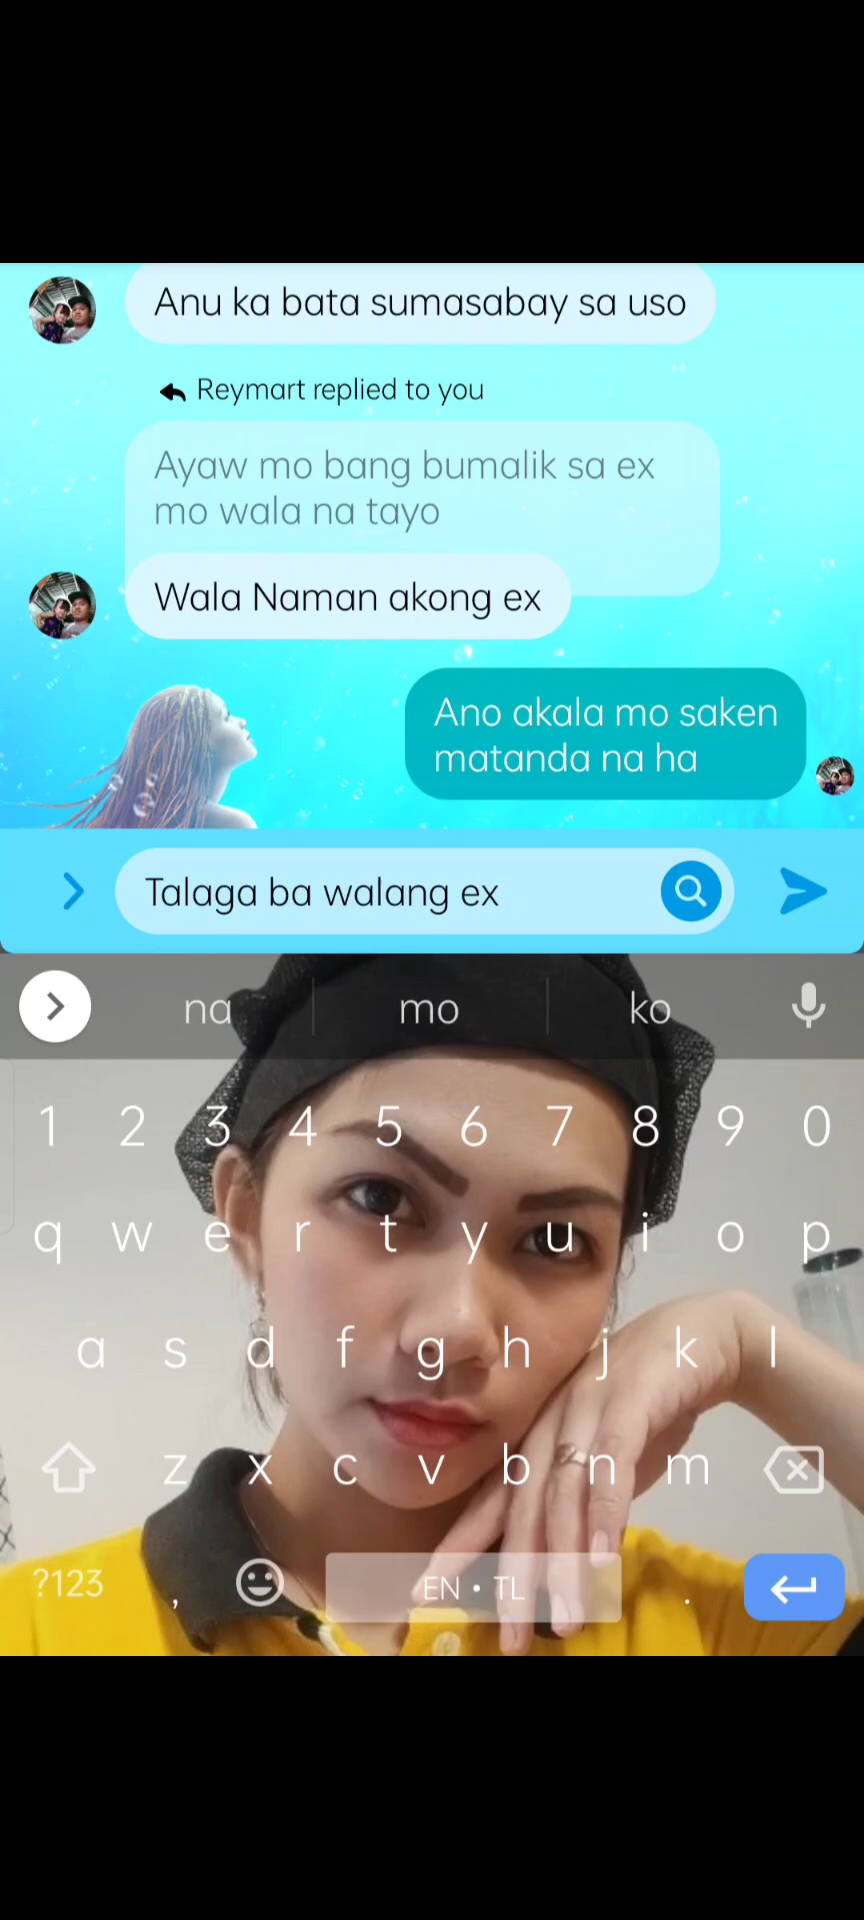 Anu ka bata sumasabay sa uso
Reymart replied to you
Ayaw mo bang bumalik sa ex
mo wala na tayo
Wala Naman akong ex
Ano akala mo saken
matanda na ha
Talaga ba walang ex
na mo ko
1 2 3 4 5 6 7 8 9 0
q w e r t y u i o p
a s d f g h j k l
z x c v b n m
?123 , EN • TL .